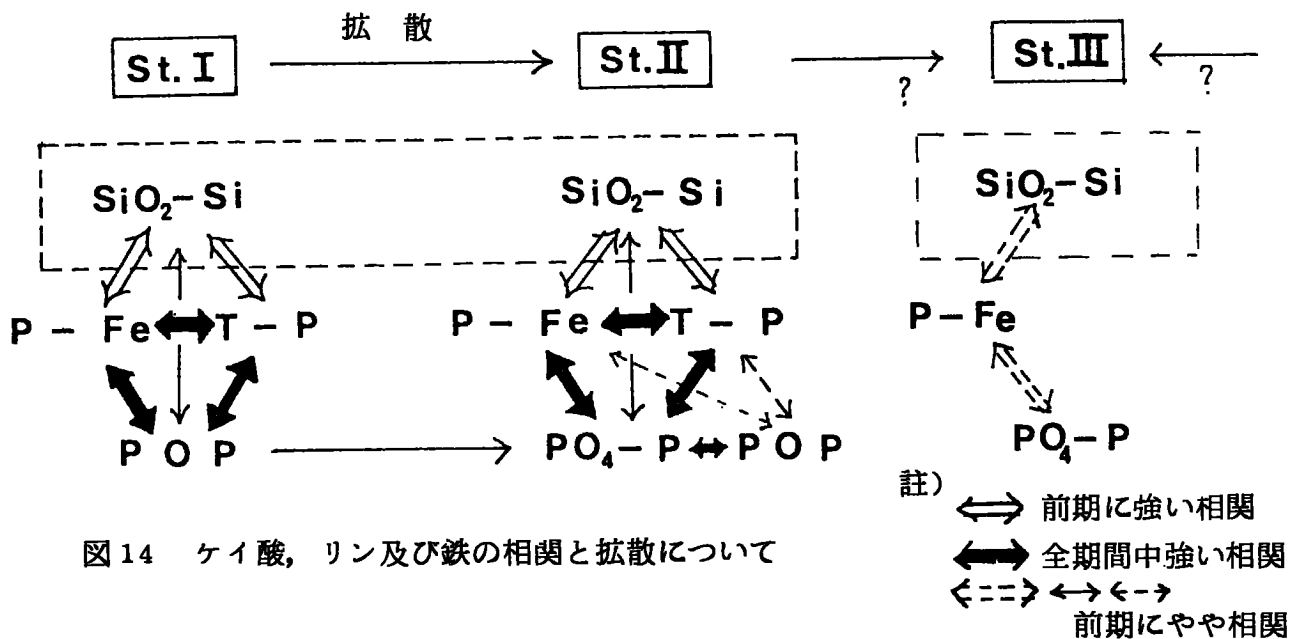 拡 散
St. I St. II St. III
? ?
SiO₂-Si SiO₂-Si SiO₂-Si
P-Fe T-P P-Fe T-P P-Fe
POP PO₄-P POP PO₄-P
註)
前期に強い相関
図14 ケイ酸, リン及び鉄の相関と拡散について
全期間中強い相関
前期にやや相関